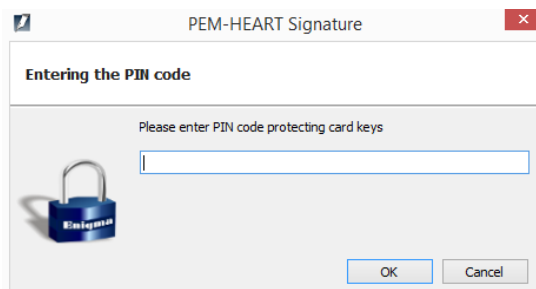 PEM-HEART Signature
Entering the PIN code
Please enter PIN code protecting card keys
Enigma
OK Cancel